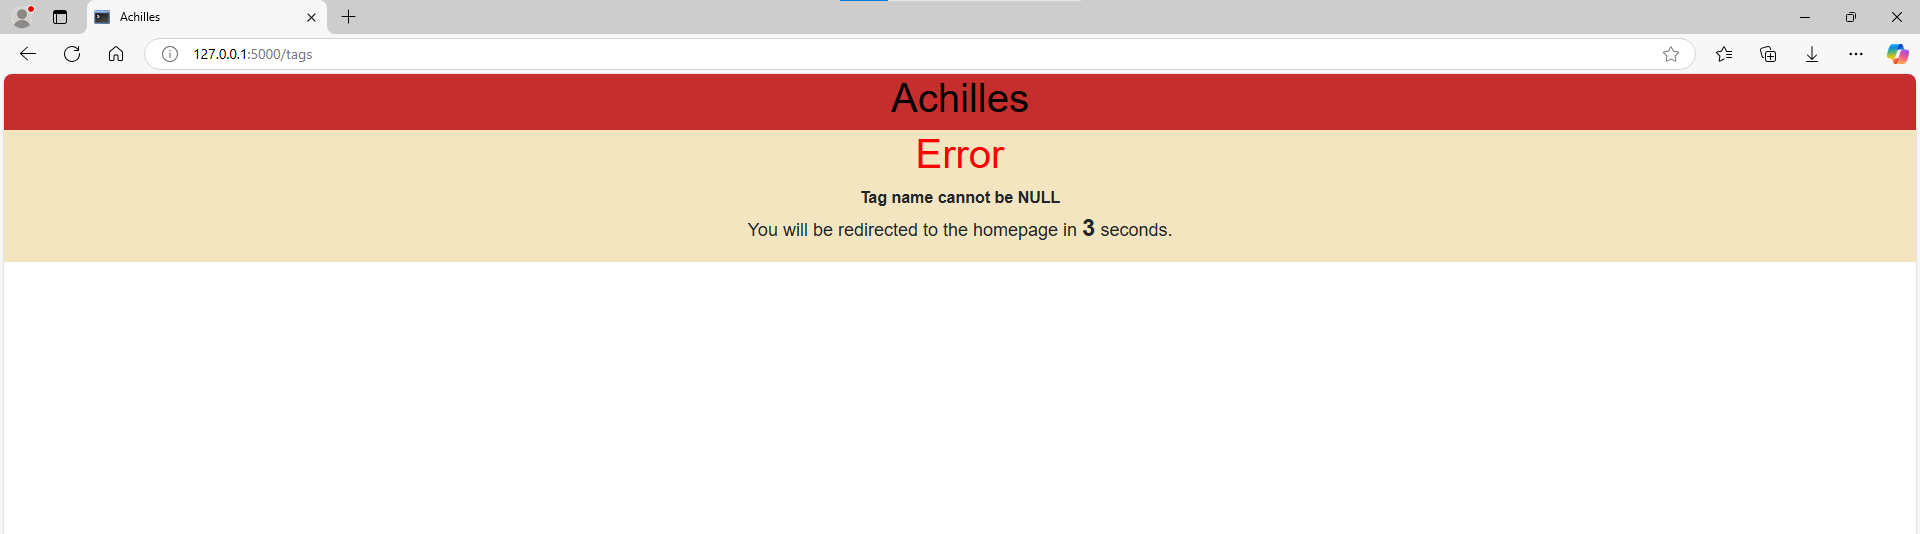 Achilles
127.0.0.1:5000/tags
Achilles
Error
Tag name cannot be NULL
You will be redirected to the homepage in 3 seconds.